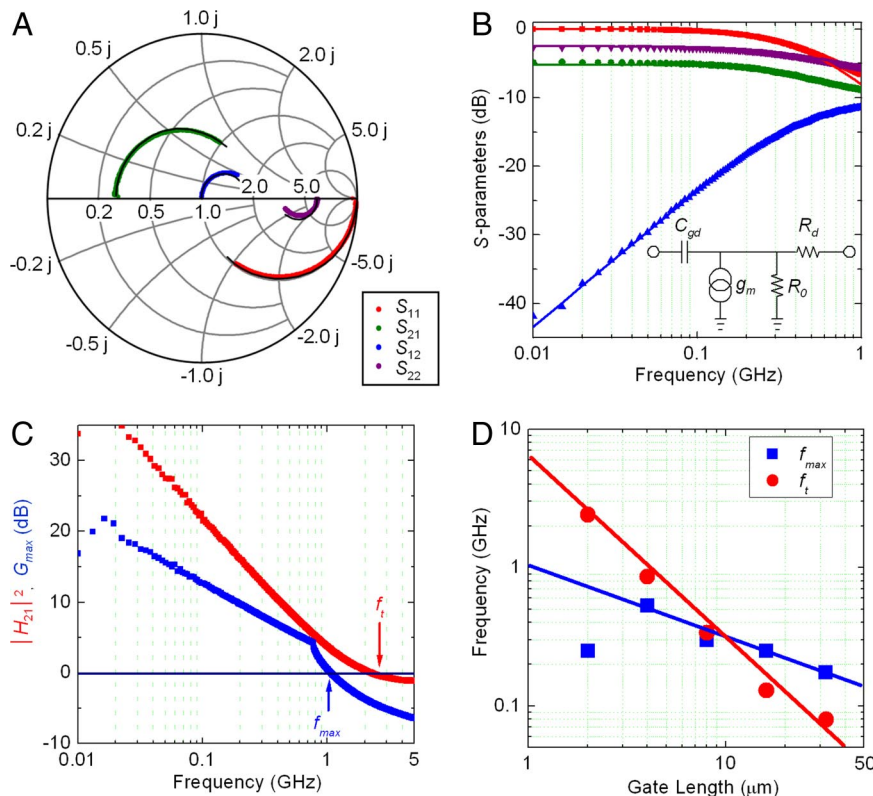 A
1.0 j
0.5 j
2.0 j
0.2 j
5.0 j
0.2
0.5
1.0
2.0
5.0
-0.2 j
-5.0 j
-0.5 j
-2.0 j
-1.0 j
S11
S21
S12
S22
B
0
-10
-20
-30
-40
S-parameters (dB)
Cgd
Rd
gm
R0
0.01
0.1
1
Frequency (GHz)
C
30
20
10
0
-10
|H21|², Gmax (dB)
ft
fmax
0.01
0.1
1
5
Frequency (GHz)
D
10
1
0.1
Frequency (GHz)
fmax
ft
1
10
50
Gate Length (μm)